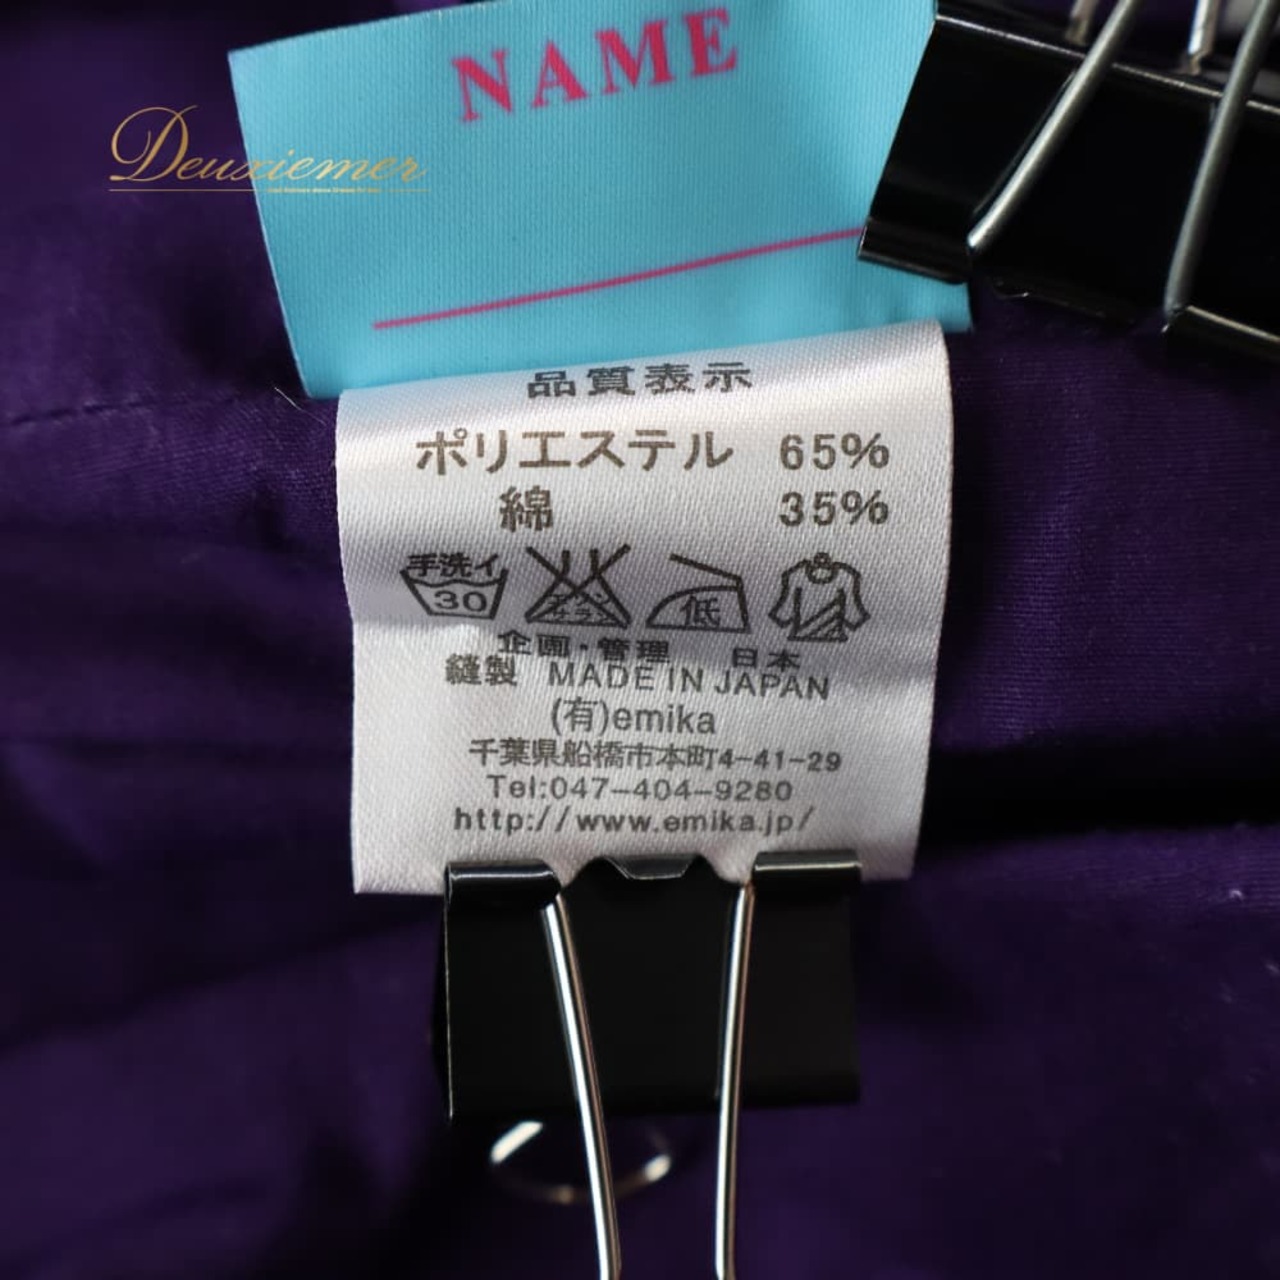 NAME
Deuxiemer
品質表示
ポリエステル 65%
綿 35%
手洗イ
30
低
企画・管理 日本
縫製 MADE IN JAPAN
(有)emika
千葉県船橋市本町4-41-29
Tel:047-404-9280
http://www.emika.jp/